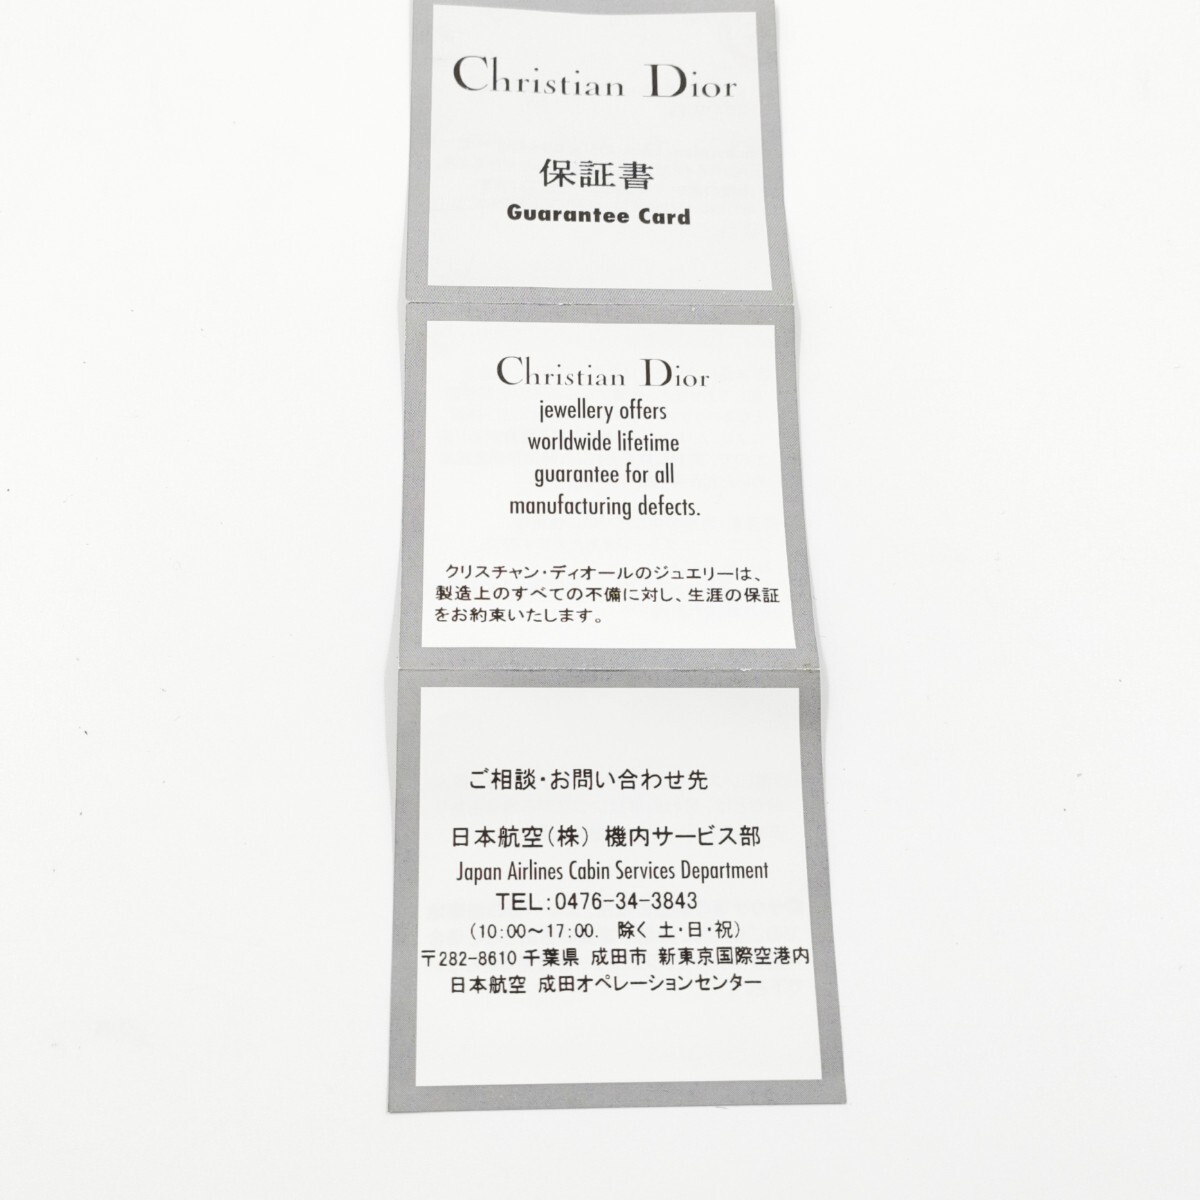 Christian Dior
保証書
Guarantee Card
Christian Dior
jewellery offers
worldwide lifetime
guarantee for all
manufacturing defects.
クリスチャン・ディオールのジュエリーは、
製造上のすべての不備に対し、生涯の保証
をお約束いたします。
ご相談・お問い合わせ先
日本航空(株) 機内サービス部
Japan Airlines Cabin Services Department
TEL:0476-34-3843
(10:00～17:00. 除く 土・日・祝)
〒282-8610 千葉県 成田市 新東京国際空港内
日本航空 成田オペレーションセンター